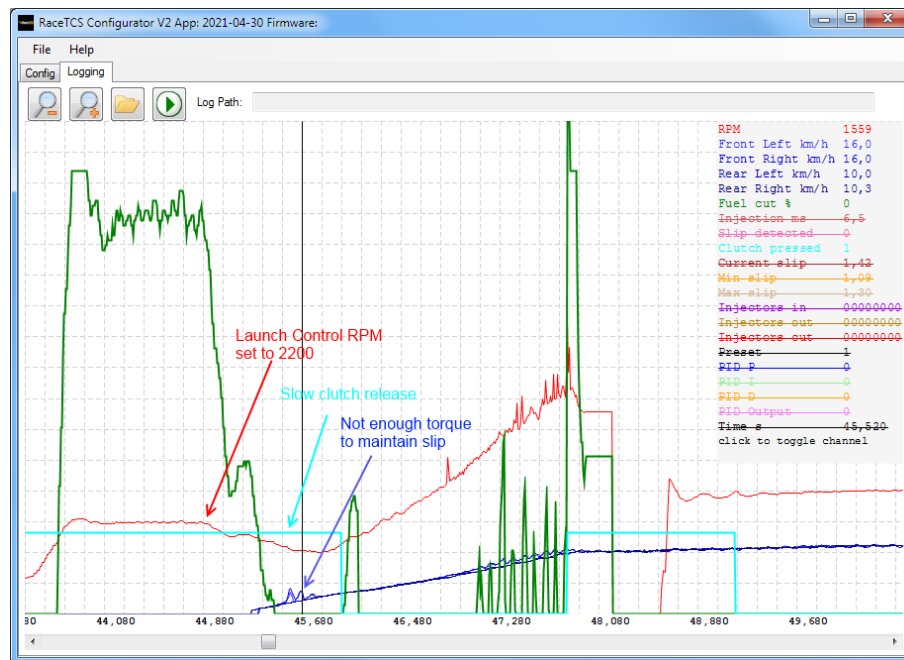 RaceTCS Configurator V2 App: 2021-04-30 Firmware:
File Help
Config Logging
Log Path:
RPM 1559
Front Left km/h 16,0
Front Right km/h 16,0
Rear Left km/h 10,0
Rear Right km/h 10,3
Fuel cut % 0
Injection ms 6,5
Slip detected 0
Clutch pressed 1
Current slip 1,42
Min slip 1,09
Max slip 1,30
Injectors in 00000000
Injectors cut 00000000
Injectors out 00000000
Preset 1
PID P 0
PID I 0
PID D 0
PID Output 0
Time s 45,520
click to toggle channel
Launch Control RPM
set to 2200
Slow clutch release
Not enough torque
to maintain slip
80 44,080 44,880 45,680 46,480 47,280 48,080 48,880 49,680